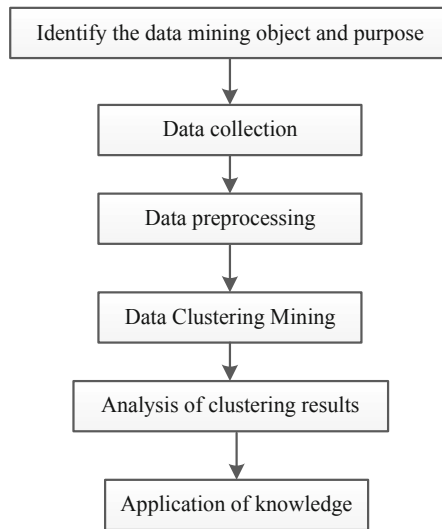 Identify the data mining object and purpose
Data collection
Data preprocessing
Data Clustering Mining
Analysis of clustering results
Application of knowledge